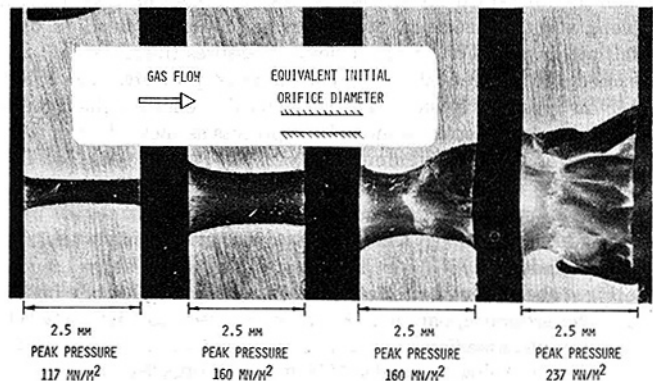 GAS FLOW
EQUIVALENT INITIAL
ORIFICE DIAMETER
2.5 MM
PEAK PRESSURE
117 MN/M²
2.5 MM
PEAK PRESSURE
160 MN/M²
2.5 MM
PEAK PRESSURE
160 MN/M²
2.5 MM
PEAK PRESSURE
237 MN/M²